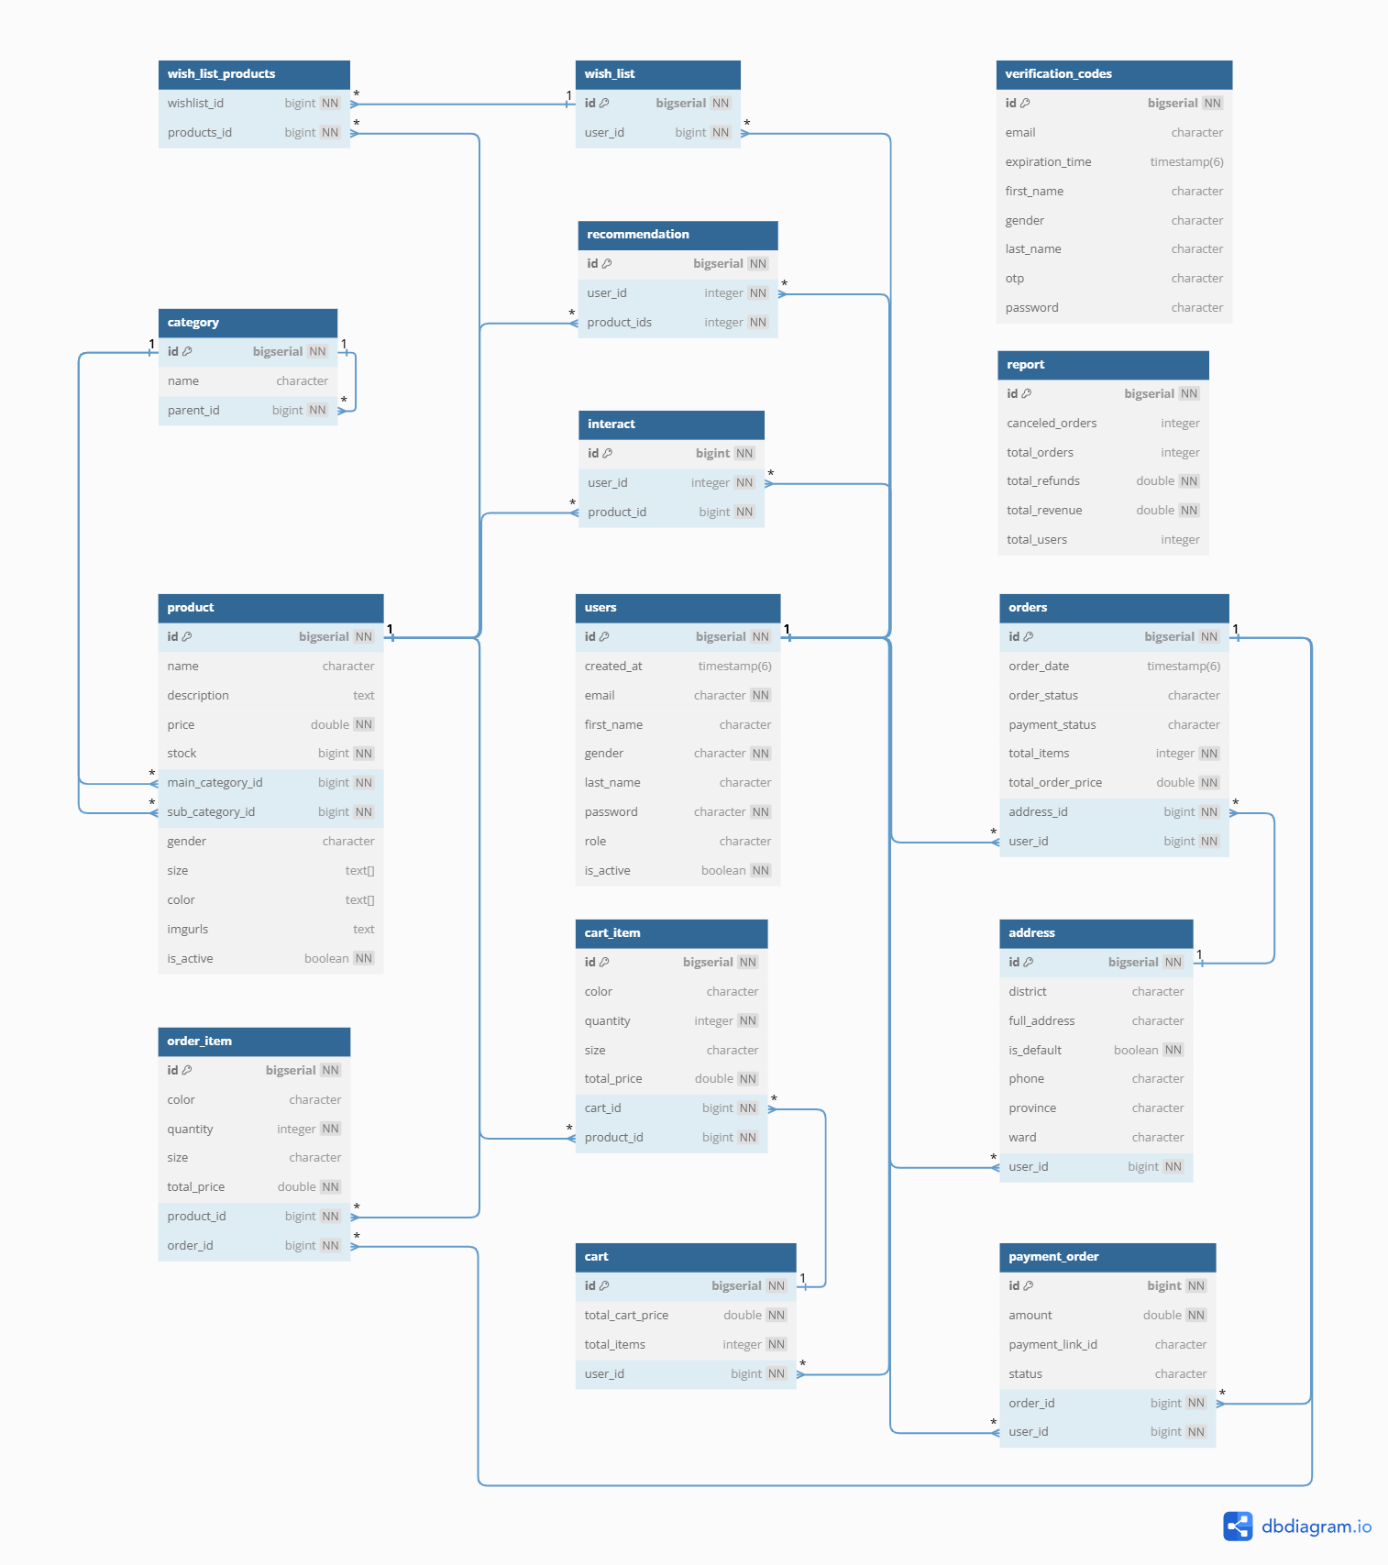 wish_list_products
wishlist_id bigint NN
products_id bigint NN
*
*
1
wish_list
id bigserial NN
user_id bigint NN
*
verification_codes
id bigserial NN
email character
expiration_time timestamp(6)
first_name character
gender character
last_name character
otp character
password character
recommendation
id bigserial NN
user_id integer NN
product_ids integer NN
*
*
category
id bigserial NN
name character
parent_id bigint NN
1
1
*
report
id bigserial NN
canceled_orders integer
total_orders integer
total_refunds double NN
total_revenue double NN
total_users integer
interact
id bigint NN
user_id integer NN
product_id bigint NN
*
*
product
id bigserial NN
name character
description text
price double NN
stock bigint NN
main_category_id bigint NN
sub_category_id bigint NN
gender character
size text[]
color text[]
imgurls text
is_active boolean NN
1
*
*
users
id bigserial NN
created_at timestamp(6)
email character NN
first_name character
gender character NN
last_name character
password character NN
role character
is_active boolean NN
1
orders
id bigserial NN
order_date timestamp(6)
order_status character
payment_status character
total_items integer NN
total_order_price double NN
address_id bigint NN
user_id bigint NN
1
*
*
cart_item
id bigserial NN
color character
quantity integer NN
size character
total_price double NN
cart_id bigint NN
product_id bigint NN
*
*
address
id bigserial NN
district character
full_address character
is_default boolean NN
phone character
province character
ward character
user_id bigint NN
1
*
order_item
id bigserial NN
color character
quantity integer NN
size character
total_price double NN
product_id bigint NN
order_id bigint NN
*
*
cart
id bigserial NN
total_cart_price double NN
total_items integer NN
user_id bigint NN
1
*
payment_order
id bigint NN
amount double NN
payment_link_id character
status character
order_id bigint NN
user_id bigint NN
*
*
dbdiagram.io